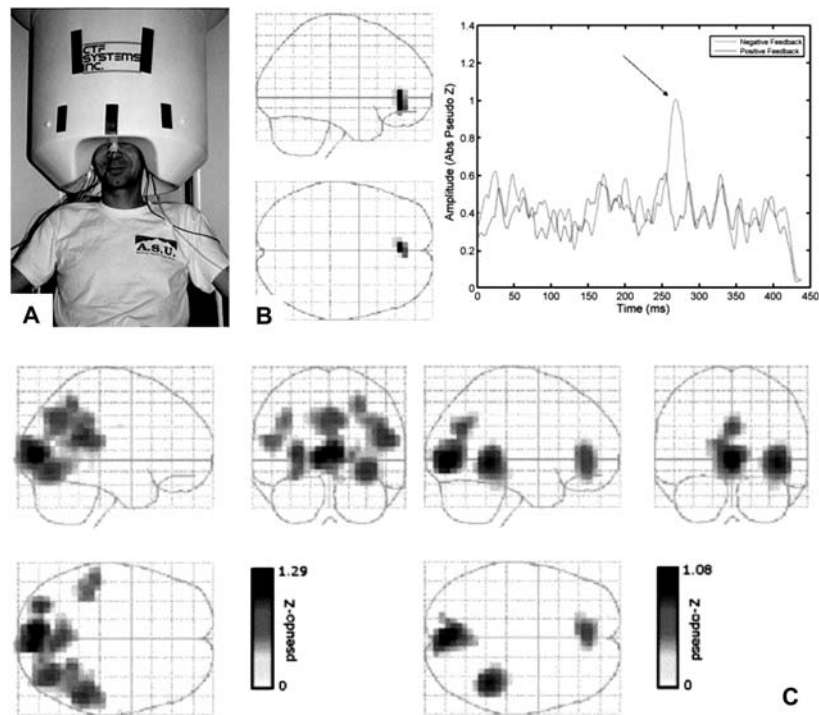 CTF
SYSTEMS
INC.
A.S.U.
A
B
Negative Feedback
Positive Feedback
Amplitude (Abs Pseudo Z)
1.4
1.2
1
0.8
0.6
0.4
0.2
0
0
50
100
150
200
250
300
350
400
450
Time (ms)
1.29
pseudo-Z
0
1.08
pseudo-Z
0
C